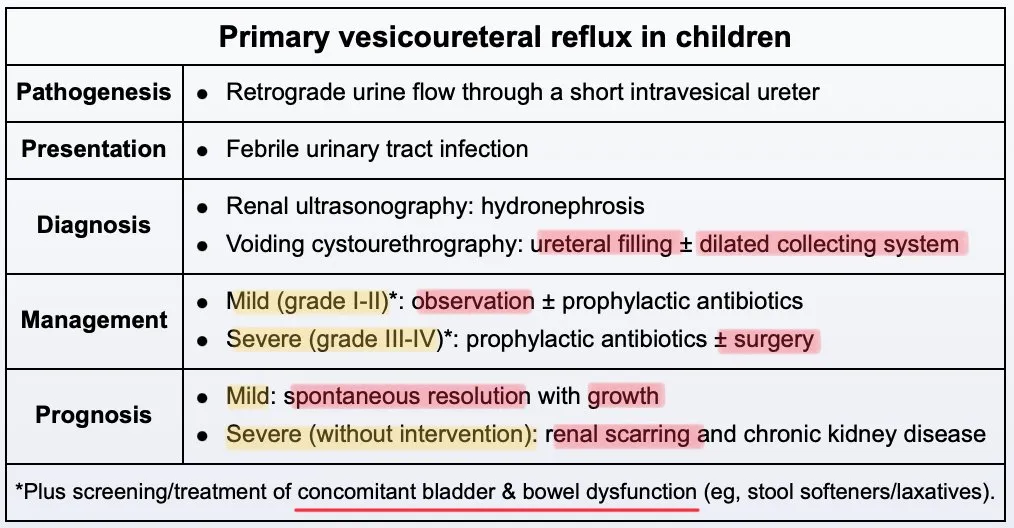 Primary vesicoureteral reflux in children
Pathogenesis
● Retrograde urine flow through a short intravesical ureter
Presentation
● Febrile urinary tract infection
Diagnosis
● Renal ultrasonography: hydronephrosis
● Voiding cystourethrography: ureteral filling ± dilated collecting system
Management
● Mild (grade I-II)*: observation ± prophylactic antibiotics
● Severe (grade III-IV)*: prophylactic antibiotics ± surgery
Prognosis
● Mild: spontaneous resolution with growth
● Severe (without intervention): renal scarring and chronic kidney disease
*Plus screening/treatment of concomitant bladder & bowel dysfunction (eg, stool softeners/laxatives).